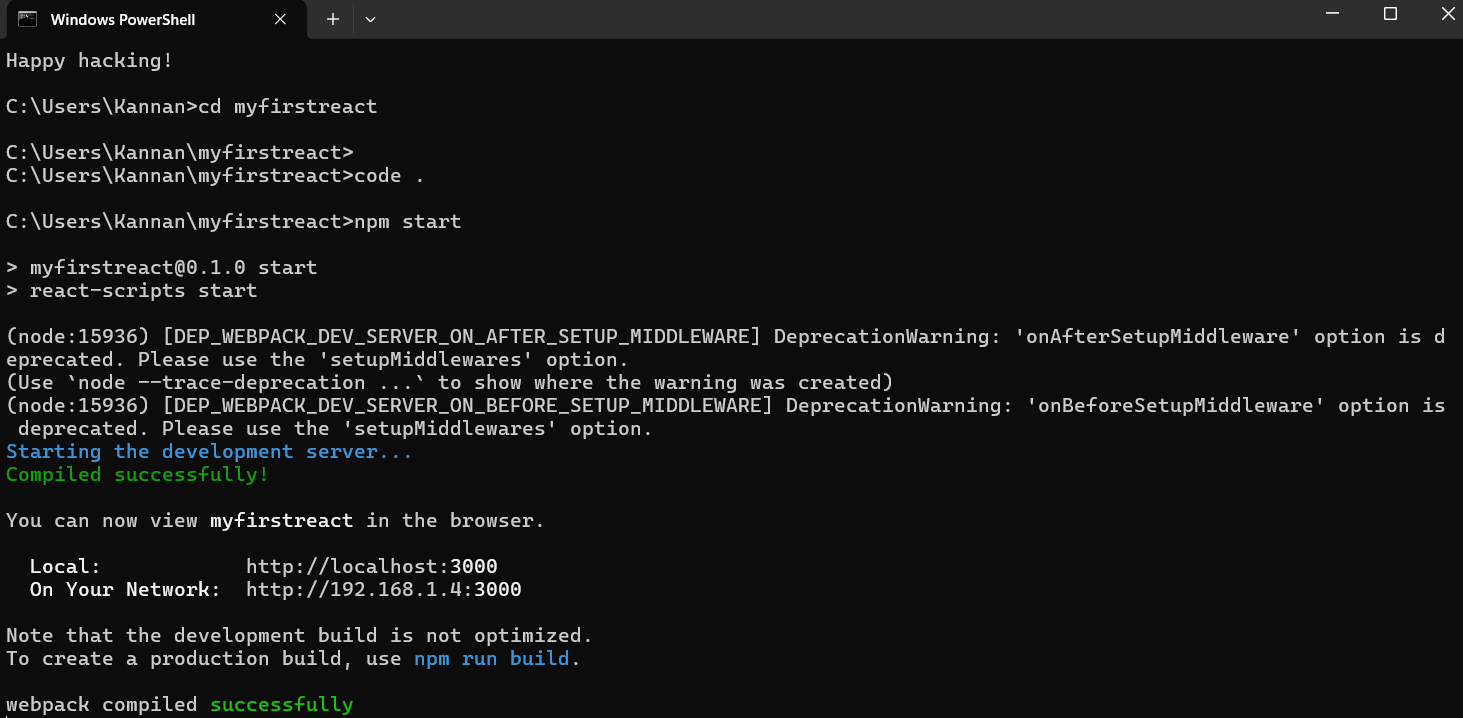 Windows PowerShell
Happy hacking!
C:\Users\Kannan>cd myfirstreact
C:\Users\Kannan\myfirstreact>
C:\Users\Kannan\myfirstreact>code .
C:\Users\Kannan\myfirstreact>npm start
> myfirstreact@0.1.0 start
> react-scripts start
(node:15936) [DEP_WEBPACK_DEV_SERVER_ON_AFTER_SETUP_MIDDLEWARE] DeprecationWarning: 'onAfterSetupMiddleware' option is d
eprecated. Please use the 'setupMiddlewares' option.
(Use `node --trace-deprecation ...` to show where the warning was created)
(node:15936) [DEP_WEBPACK_DEV_SERVER_ON_BEFORE_SETUP_MIDDLEWARE] DeprecationWarning: 'onBeforeSetupMiddleware' option is
 deprecated. Please use the 'setupMiddlewares' option.
Starting the development server...
Compiled successfully!
You can now view myfirstreact in the browser.
  Local:            http://localhost:3000
  On Your Network:  http://192.168.1.4:3000
Note that the development build is not optimized.
To create a production build, use npm run build.
webpack compiled successfully